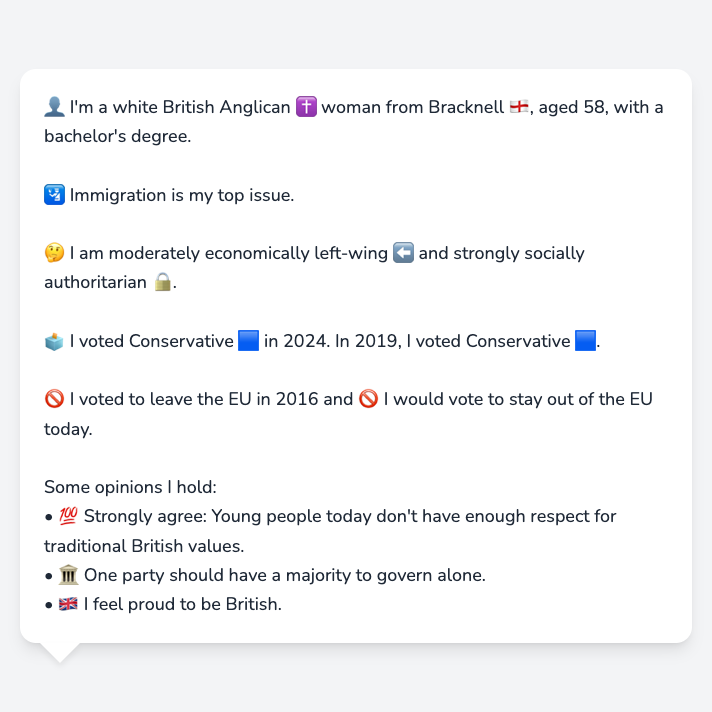 👤 I'm a white British Anglican ✝️ woman from Bracknell 🏴󠁧󠁢󠁥󠁮󠁧󠁿, aged 58, with a
bachelor's degree.
🛂 Immigration is my top issue.
🤔 I am moderately economically left-wing ⬅️ and strongly socially
authoritarian 🔒.
🗳️ I voted Conservative 🟦 in 2024. In 2019, I voted Conservative 🟦.
🚫 I voted to leave the EU in 2016 and 🚫 I would vote to stay out of the EU
today.
Some opinions I hold:
• 💯 Strongly agree: Young people today don't have enough respect for
traditional British values.
• 🏛️ One party should have a majority to govern alone.
• 🇬🇧 I feel proud to be British.